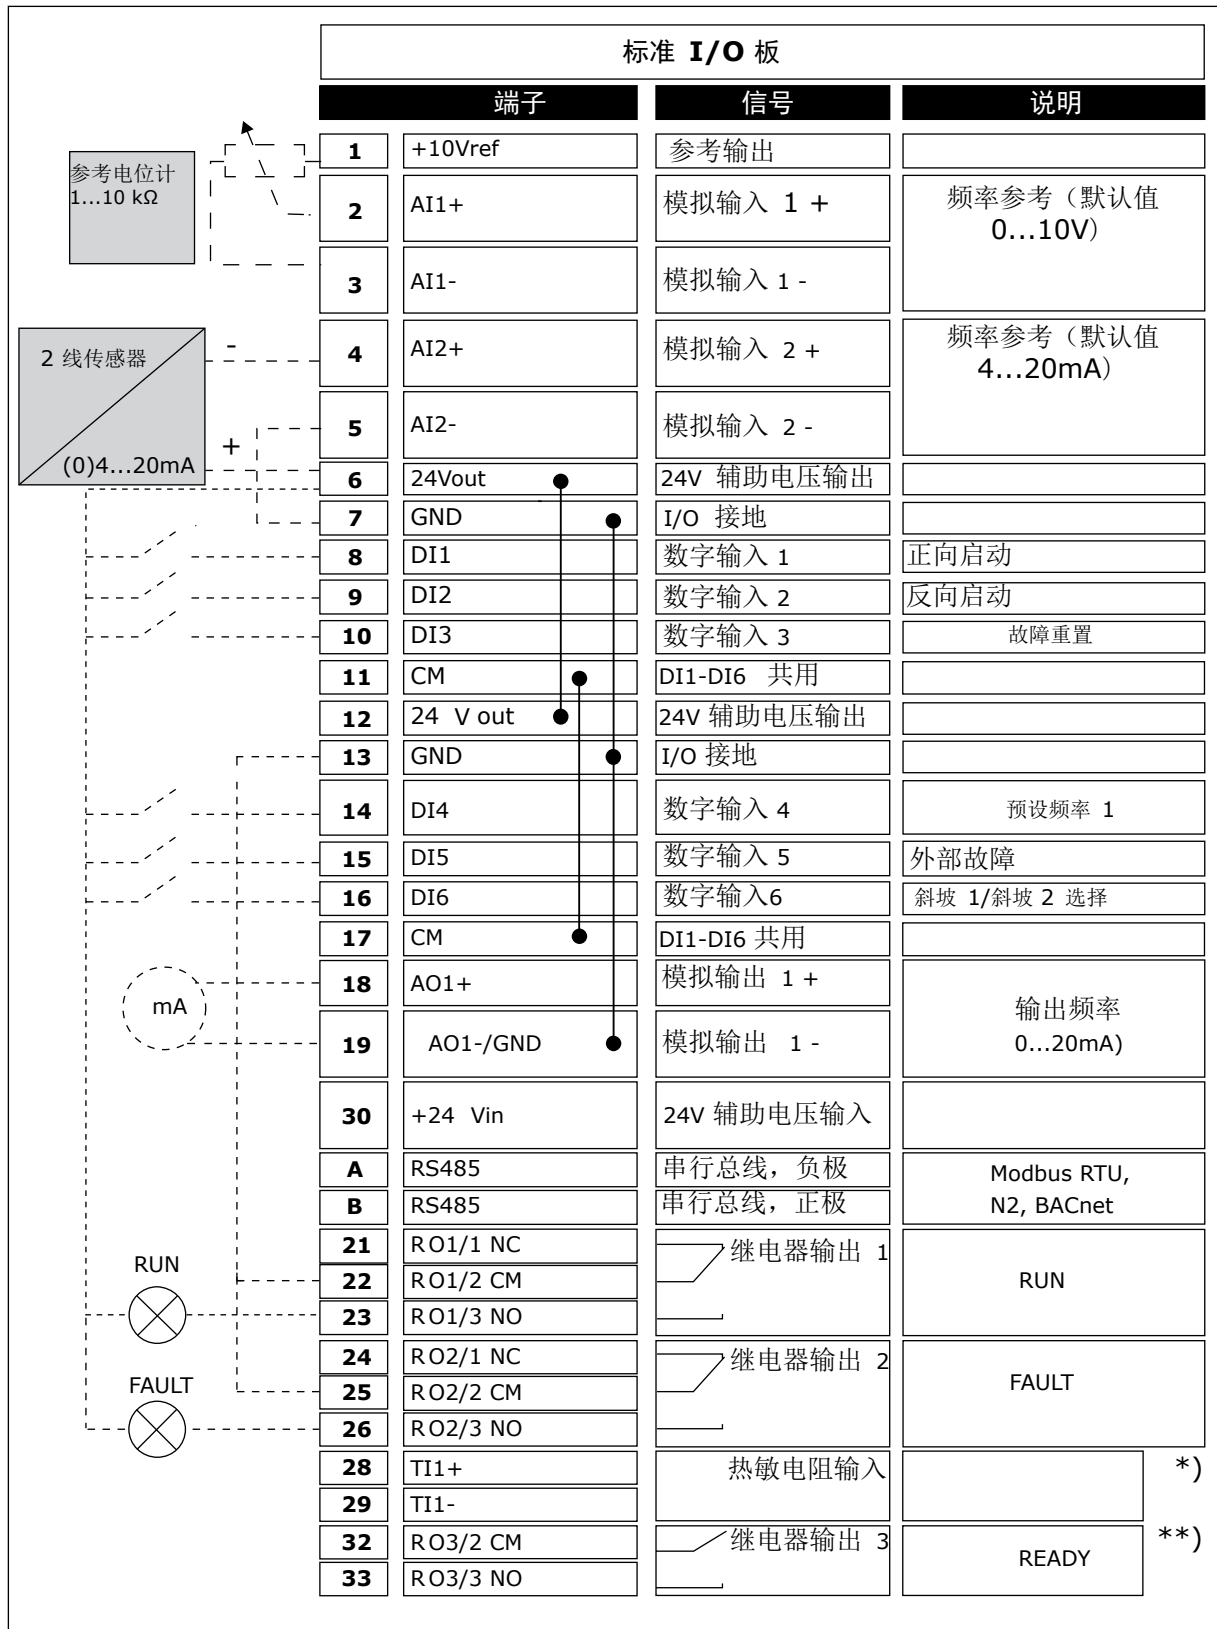 标准 I/O 板
端子 信号 说明
参考电位计
1...10 kΩ
1 +10Vref 参考输出
2 AI1+ 模拟输入 1 + 频率参考（默认值
0...10V）
3 AI1- 模拟输入 1 -
2 线传感器
(0)4...20mA
-
+
4 AI2+ 模拟输入 2 + 频率参考（默认值
4...20mA）
5 AI2- 模拟输入 2 -
6 24Vout 24V 辅助电压输出
7 GND I/O 接地
8 DI1 数字输入 1 正向启动
9 DI2 数字输入 2 反向启动
10 DI3 数字输入 3 故障重置
11 CM DI1-DI6 共用
12 24 V out 24V 辅助电压输出
13 GND I/O 接地
14 DI4 数字输入 4 预设频率 1
15 DI5 数字输入 5 外部故障
16 DI6 数字输入6 斜坡 1/斜坡 2 选择
17 CM DI1-DI6 共用
mA
18 AO1+ 模拟输出 1 + 输出频率
19 AO1-/GND 模拟输出 1 - 0...20mA)
30 +24 Vin 24V 辅助电压输入
A RS485 串行总线，负极 Modbus RTU,
B RS485 串行总线，正极 N2, BACnet
21 RO1/1 NC 继电器输出 1
RUN
22 RO1/2 CM RUN
23 RO1/3 NO
24 RO2/1 NC 继电器输出 2
FAULT
25 RO2/2 CM FAULT
26 RO2/3 NO
28 TI1+ 热敏电阻输入 *)
29 TI1-
32 RO3/2 CM 继电器输出 3 READY **)
33 RO3/3 NO